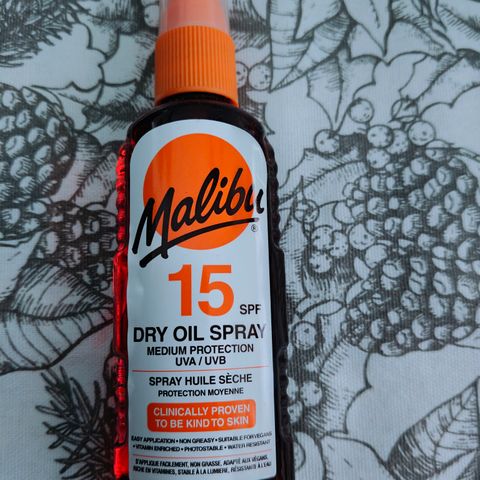 Malibu®
15 SPF
DRY OIL SPRAY
MEDIUM PROTECTION
UVA / UVB
SPRAY HUILE SÈCHE
PROTECTION MOYENNE
CLINICALLY PROVEN
TO BE KIND TO SKIN
EASY APPLICATION • NON GREASY • SUITABLE FOR VEGANS
• VITAMIN ENRICHED • PHOTOSTABLE • WATER RESISTANT
S'APPLIQUE FACILEMENT, NON GRASSE, ADAPTÉ AUX VÉGANS,
RICHE EN VITAMINES, STABLE À LA LUMIÈRE, RÉSISTANTE À L'EAU